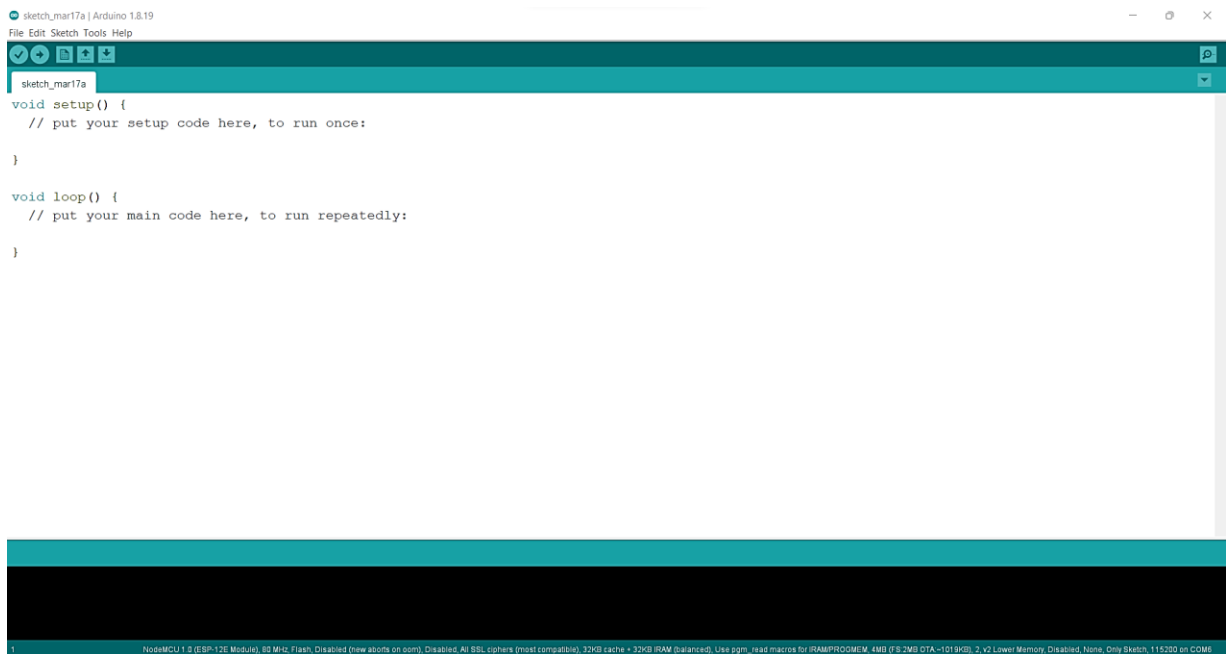 sketch_mar17a | Arduino 1.8.19
File Edit Sketch Tools Help
sketch_mar17a
void setup() {
  // put your setup code here, to run once:
}
void loop() {
  // put your main code here, to run repeatedly:
}
1 NodeMCU 1.0 (ESP-12E Module), 80 MHz, Flash, Disabled (new aborts on oom), Disabled, All SSL ciphers (most compatible), 32KB cache + 32KB IRAM (balanced), Use pgm_read macros for IRAM/PROGMEM, 4MB (FS:2MB OTA:~1019KB), 2, v2 Lower Memory, Disabled, None, Only Sketch, 115200 on COM6